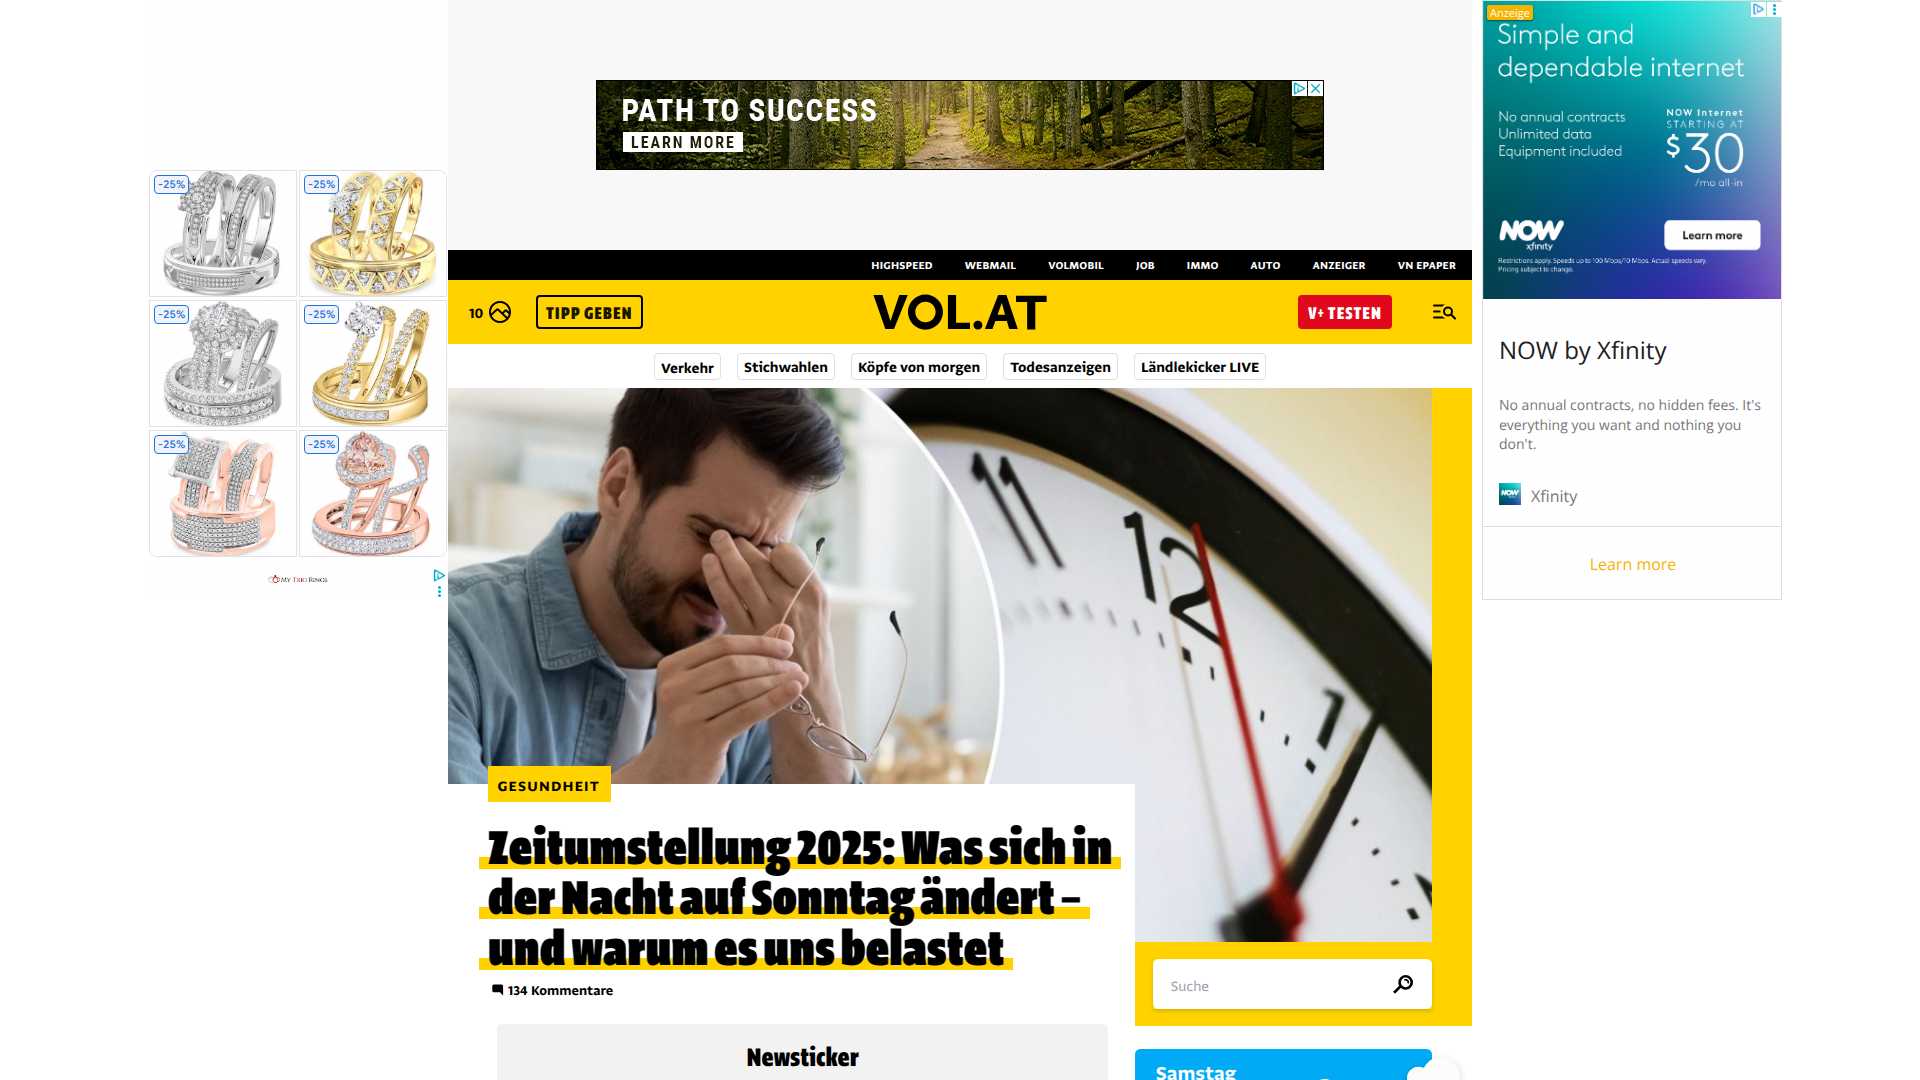 PATH TO SUCCESS
LEARN MORE
-25%
-25%
-25%
-25%
-25%
-25%
MY TRIO RINGS
HIGHSPEED WEBMAIL VOLMOBIL JOB IMMO AUTO ANZEIGER VN EPAPER
10 TIPP GEBEN VOL.AT V+ TESTEN
Verkehr Stichwahlen Köpfe von morgen Todesanzeigen Ländlekicker LIVE
11
12
1
GESUNDHEIT
Zeitumstellung 2025: Was sich in
der Nacht auf Sonntag ändert –
und warum es uns belastet
134 Kommentare
Newsticker
Suche
Samstag
Anzeige
Simple and
dependable internet
No annual contracts
Unlimited data
Equipment included
NOW Internet
STARTING AT
$30
/mo all-in
NOW
xfinity
Learn more
Restrictions apply. Speeds up to 100 Mbps/10 Mbps. Actual speeds vary.
Pricing subject to change.
NOW by Xfinity
No annual contracts, no hidden fees. It's
everything you want and nothing you
don't.
NOW Xfinity
Learn more